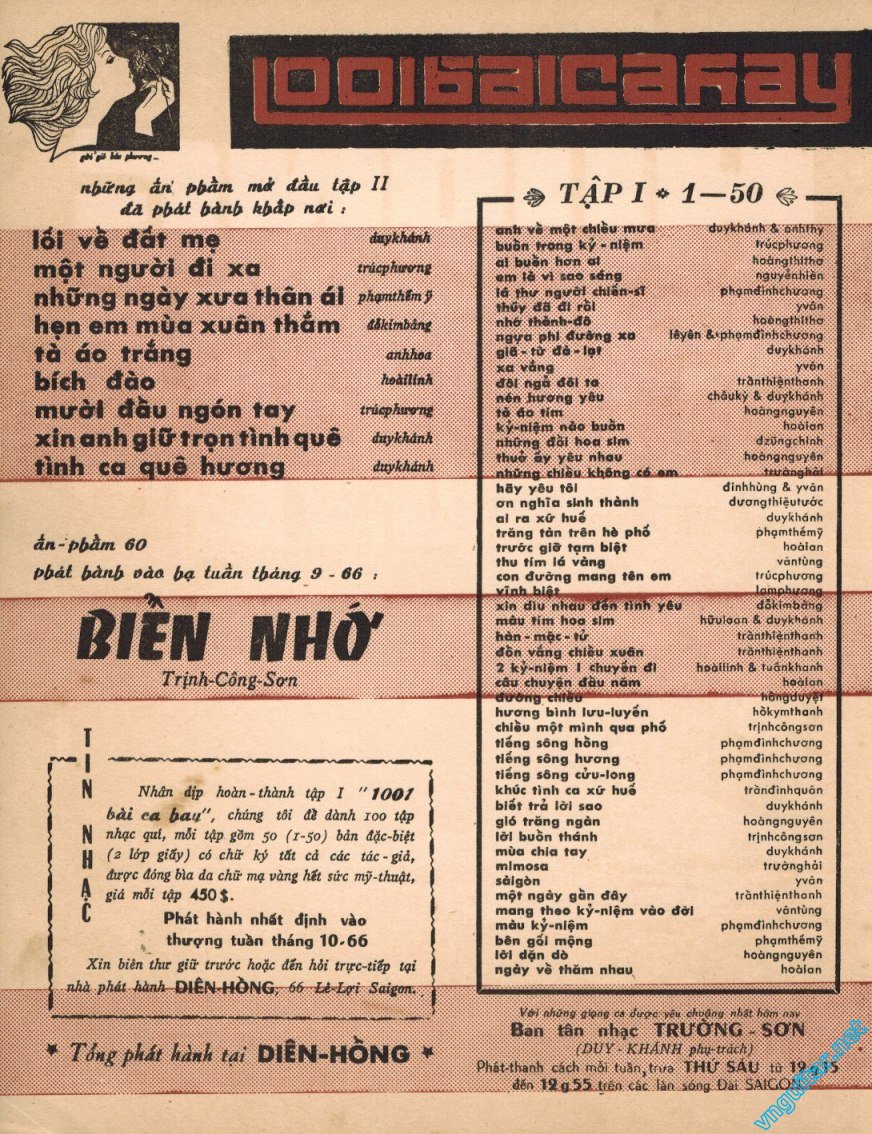 1001 bài ca hay
gởi gió bốn phương...
những ấn phẩm mở đầu tập II
đã phát hành khắp nơi :
lối về đất mẹ duykhánh
một người đi xa trúcphương
những ngày xưa thân ái phạmthếmỹ
hẹn em mùa xuân thắm đỗkimbảng
tà áo trắng anhhoa
bích đào hoàilinh
mười đầu ngón tay trúcphương
xin anh giữ trọn tình quê duykhánh
tình ca quê hương duykhánh
ấn-phẩm 60
phát hành vào hạ tuần tháng 9 - 66 :
BIỂN NHỚ
Trịnh-Công-Sơn
TIN NHẠC
Nhân dịp hoàn-thành tập I "1001
bài ca hay", chúng tôi để dành 100 tập
nhạc quí, mỗi tập gồm 50 (1-50) bản đặc-biệt
(2 lớp giấy) có chữ ký tất cả các tác-giả,
được đóng bìa da chữ mạ vàng hết sức mỹ-thuật,
giá mỗi tập 450$.
Phát hành nhất định vào
thượng tuần tháng 10-66
Xin biên thư giữ trước hoặc đến hỏi trực-tiếp tại
nhà phát hành DIÊN-HỒNG, 66 Lê-Lợi Saigon.
* Tổng phát hành tại DIÊN-HỒNG *
TẬP I 1—50
anh về một chiều mưa duykhánh & anhthy
buồn trong kỷ-niệm trúcphương
ai buồn hơn ai hoàngthithơ
em là vì sao sáng nguyễnhiền
lá thư người chiến-sĩ phạmđìnhchương
thủy đã đi rồi yvân
nhớ thành-đô hoàngthithơ
ngựa phi đường xa lêyên & phạmđìnhchương
giã-từ đà-lạt duykhánh
xa vắng yvân
đôi ngả đôi ta trầnthiệnthanh
nén hương yêu châukỳ & duykhánh
tà áo tím hoàngnguyên
kỷ-niệm nào buồn hoàian
những đồi hoa sim dzũngchinh
thuở ấy yêu nhau hoàngnguyên
những chiều không có em trườnghải
hãy yêu tôi đinhhùng & yvân
ơn nghĩa sinh thành dươngthiệutước
ai ra xứ huế duykhánh
trăng tàn trên hè phố phạmthếmỹ
trước giờ tạm biệt hoàian
thu tím lá vàng văntùng
con đường mang tên em trúcphương
vĩnh biệt lamphương
xin dìu nhau đến tình yêu đỗkimbảng
màu tím hoa sim hữuloan & duykhánh
hàn-mặc-tử trầnthiệnthanh
đồn vắng chiều xuân trầnthiệnthanh
2 kỷ-niệm 1 chuyến đi hoàilinh & tuấnkhanh
câu chuyện đầu năm hoàian
đường chiều hồngduyệt
hương bình lưu-luyến hồkymthanh
chiều một mình qua phố trịnhcôngsơn
tiếng sông hồng phạmđìnhchương
tiếng sông hương phạmđìnhchương
tiếng sông cửu-long phạmđìnhchương
khúc tình ca xứ huế trầnđìnhquân
biết trả lời sao duykhánh
gió trăng ngàn hoàngnguyên
lời buồn thánh trịnhcôngsơn
mùa chia tay duykhánh
mimosa trườnghải
sàigòn yvân
một ngày gần đây trầnthiệnthanh
mang theo kỷ-niệm vào đời văntùng
màu kỷ-niệm phạmđìnhchương
bên gối mộng phạmthếmỹ
lời dặn dò hoàngnguyên
ngày về thăm nhau hoàian
Với những giọng ca được yêu chuộng nhất hôm nay
Ban tân nhạc TRƯỜNG-SƠN
(DUY-KHÁNH phụ-trách)
Phát-thanh cách mỗi tuần, trưa THỨ SÁU từ 12g15
đến 12g55 trên các làn sóng Đài SAIGON
vnguitar.net